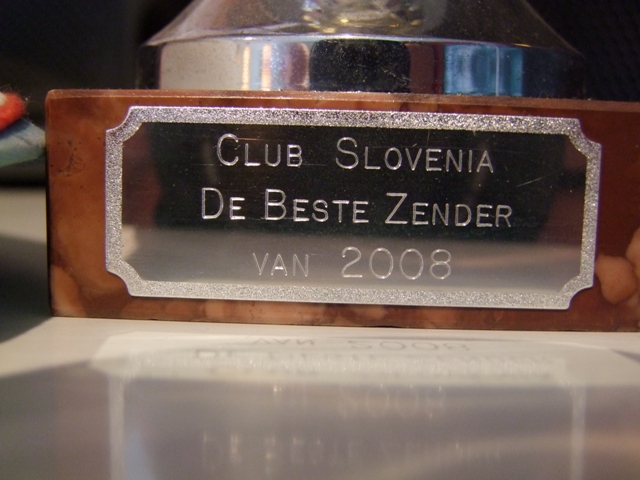 Club Slovenia
De Beste Zender
van 2008